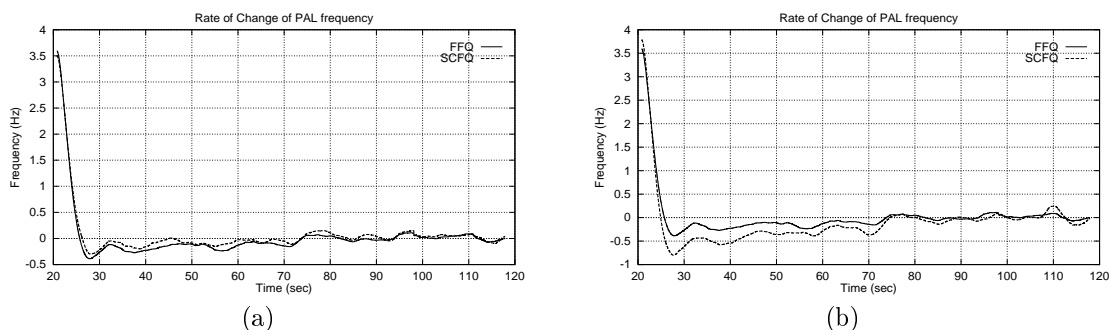 Rate of Change of PAL frequency
4
3.5
3
2.5
2
1.5
1
0.5
0
-0.5
Frequency (Hz)
FFQ
SCFQ
20 30 40 50 60 70 80 90 100 110 120
Time (sec)
(a)
Rate of Change of PAL frequency
4
3.5
3
2.5
2
1.5
1
0.5
0
-0.5
-1
Frequency (Hz)
FFQ
SCFQ
20 30 40 50 60 70 80 90 100 110 120
Time (sec)
(b)